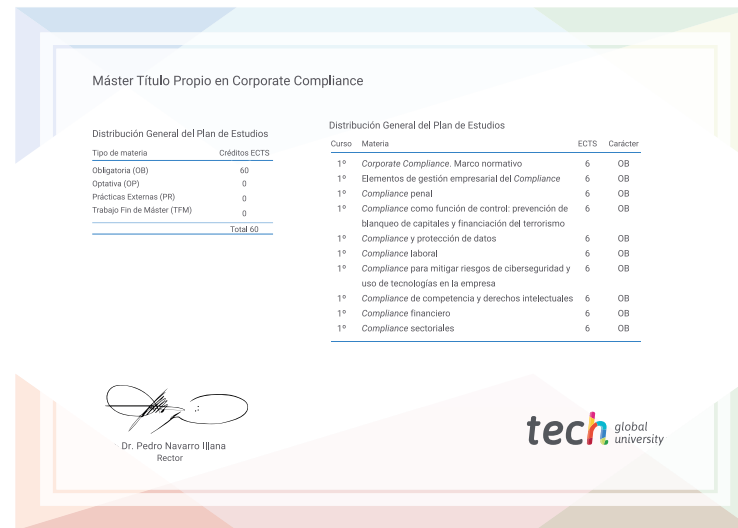 Máster Título Propio en Corporate Compliance
Distribución General del Plan de Estudios
Tipo de materia Créditos ECTS
Obligatoria (OB) 60
Optativa (OP) 0
Prácticas Externas (PR) 0
Trabajo Fin de Máster (TFM) 0
Total 60
Distribución General del Plan de Estudios
Curso Materia ECTS Carácter
1º Corporate Compliance. Marco normativo 6 OB
1º Elementos de gestión empresarial del Compliance 6 OB
1º Compliance penal 6 OB
1º Compliance como función de control: prevención de 6 OB
blanqueo de capitales y financiación del terrorismo
1º Compliance y protección de datos 6 OB
1º Compliance laboral 6 OB
1º Compliance para mitigar riesgos de ciberseguridad y 6 OB
uso de tecnologías en la empresa
1º Compliance de competencia y derechos intelectuales 6 OB
1º Compliance financiero 6 OB
1º Compliance sectoriales 6 OB
Dr. Pedro Navarro Illana
Rector
tech global
university